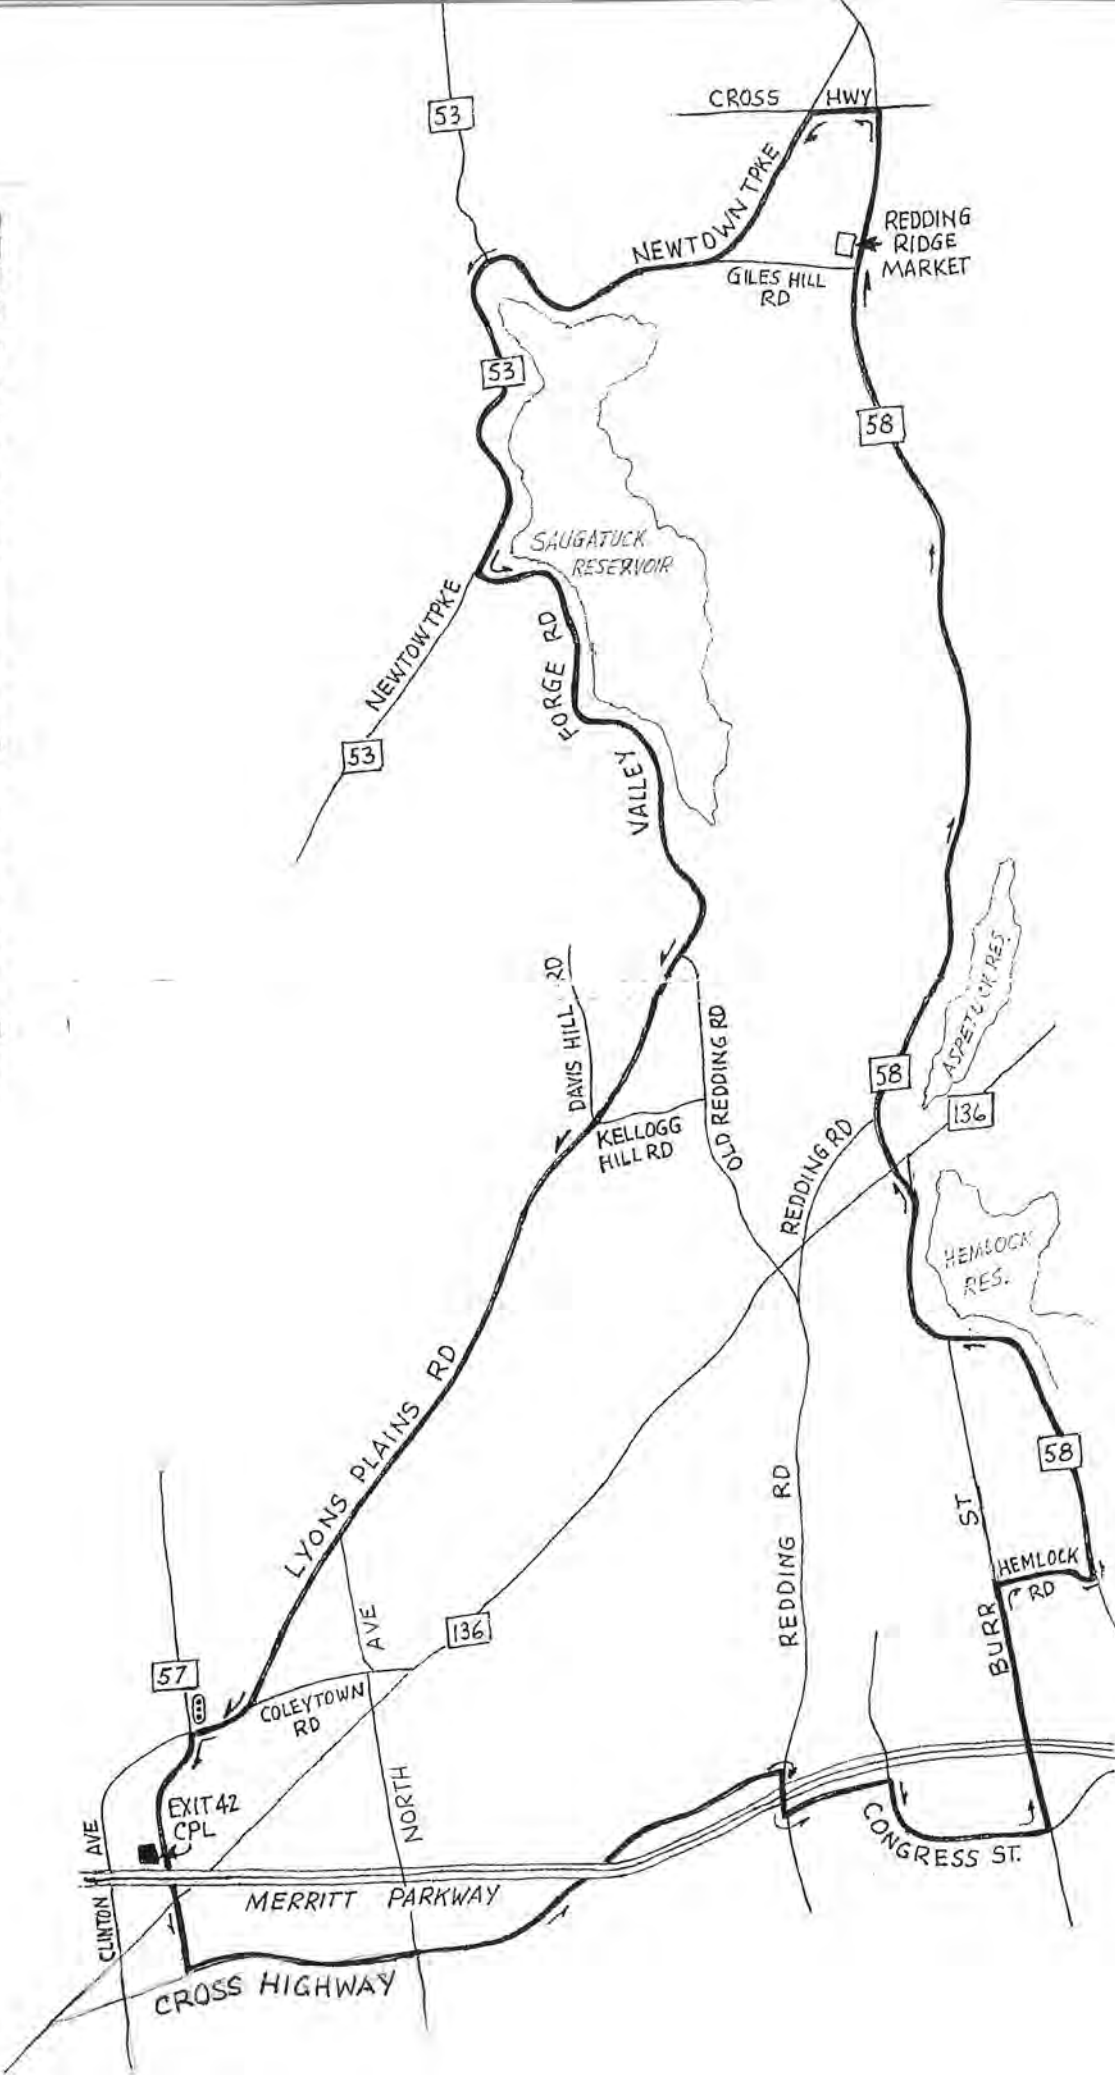 53
CROSS HWY
NEWTOWN TPKE
REDDING
RIDGE
MARKET
GILES HILL
RD
53
58
SAUGATUCK
RESERVOIR
NEWTOWTPKE
53
FORGE RD
VALLEY
ASPETUCK RES.
DAVIS HILL RD
OLD REDDING RD
58
136
KELLOGG
HILL RD
REDDING RD
HEMLOCK
RES.
LYONS PLAINS RD
58
REDDING RD
BURR ST
HEMLOCK
RD
AVE
136
57
COLEYTOWN
RD
NORTH
EXIT 42
CPL
CONGRESS ST.
CLINTON AVE
MERRITT PARKWAY
CROSS HIGHWAY